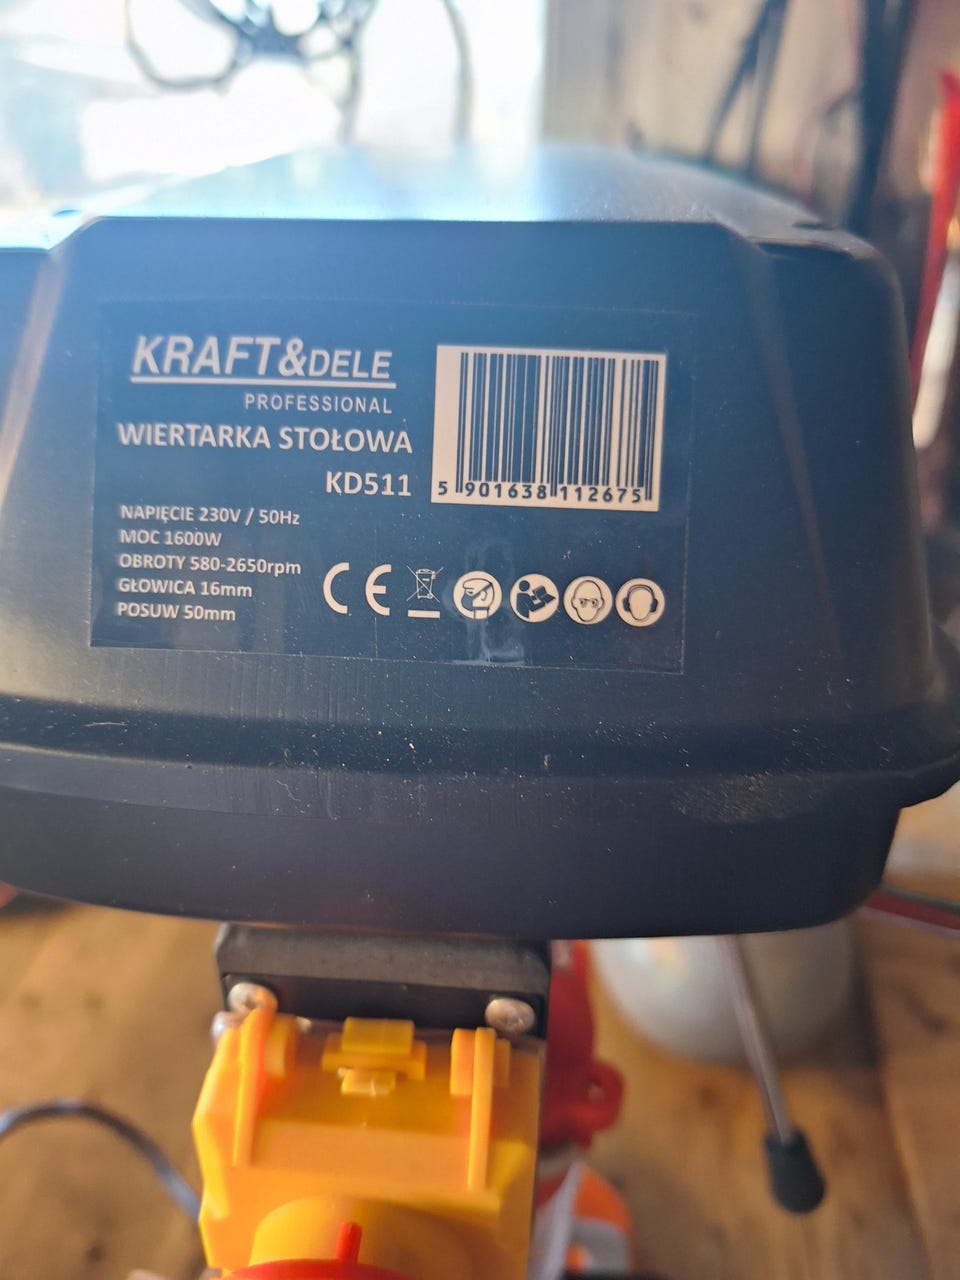 KRAFT&DELE
PROFESSIONAL
WIERTARKA STOŁOWA
KD511
NAPIĘCIE 230V / 50Hz
MOC 1600W
OBROTY 580-2650rpm
GŁOWICA 16mm
POSUW 50mm
5 901638 112675
CE